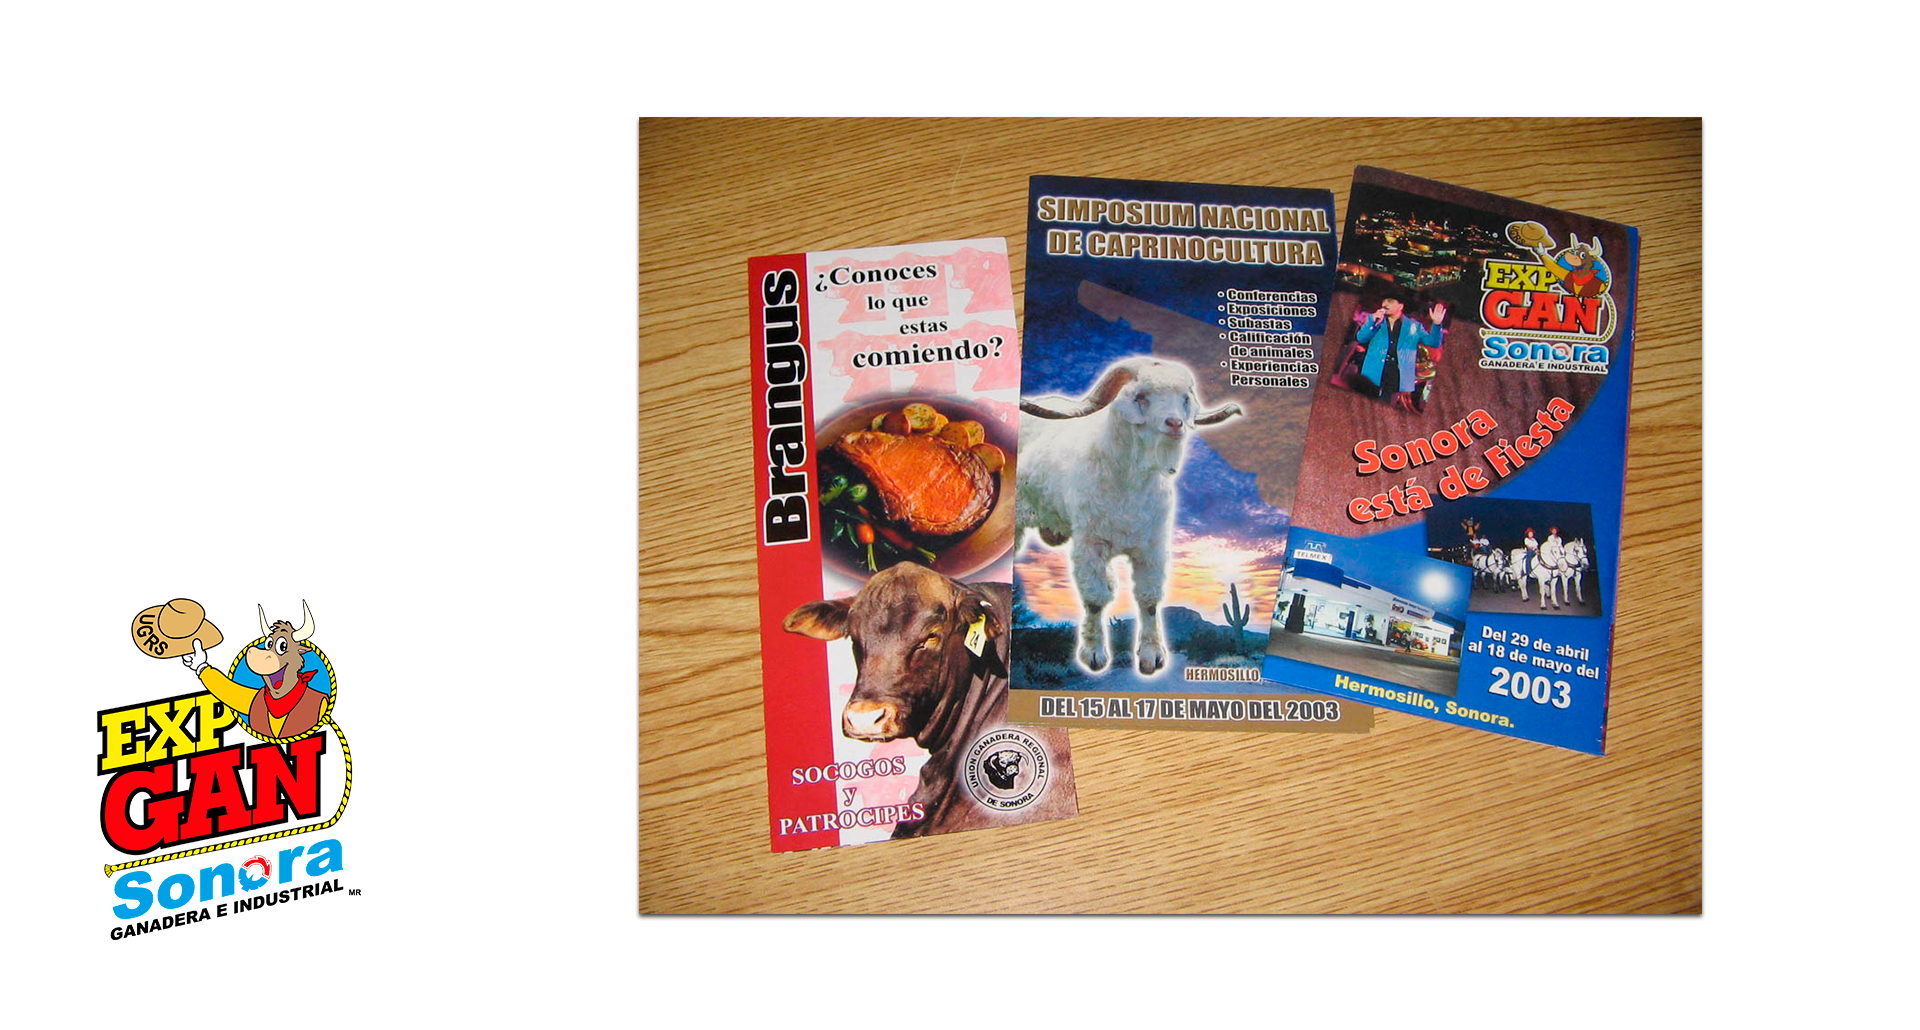 UGRS
EXPO
GAN
Sonora
GANADERA E INDUSTRIAL MR
Brangus
¿Conoces
lo que
estas
comiendo?
24
SOCOGOS
y
PATROCIPES
UNION GANADERA REGIONAL
DE SONORA
SIMPOSIUM NACIONAL
DE CAPRINOCULTURA
• Conferencias
• Exposiciones
• Subastas
• Calificación
de animales
• Experiencias
Personales
HERMOSILLO,
DEL 15 AL 17 DE MAYO DEL 2003
EXPO
GAN
Sonora
GANADERA E INDUSTRIAL
Sonora
está de Fiesta
TELMEX
Del 29 de abril
al 18 de mayo del
2003
Hermosillo, Sonora.